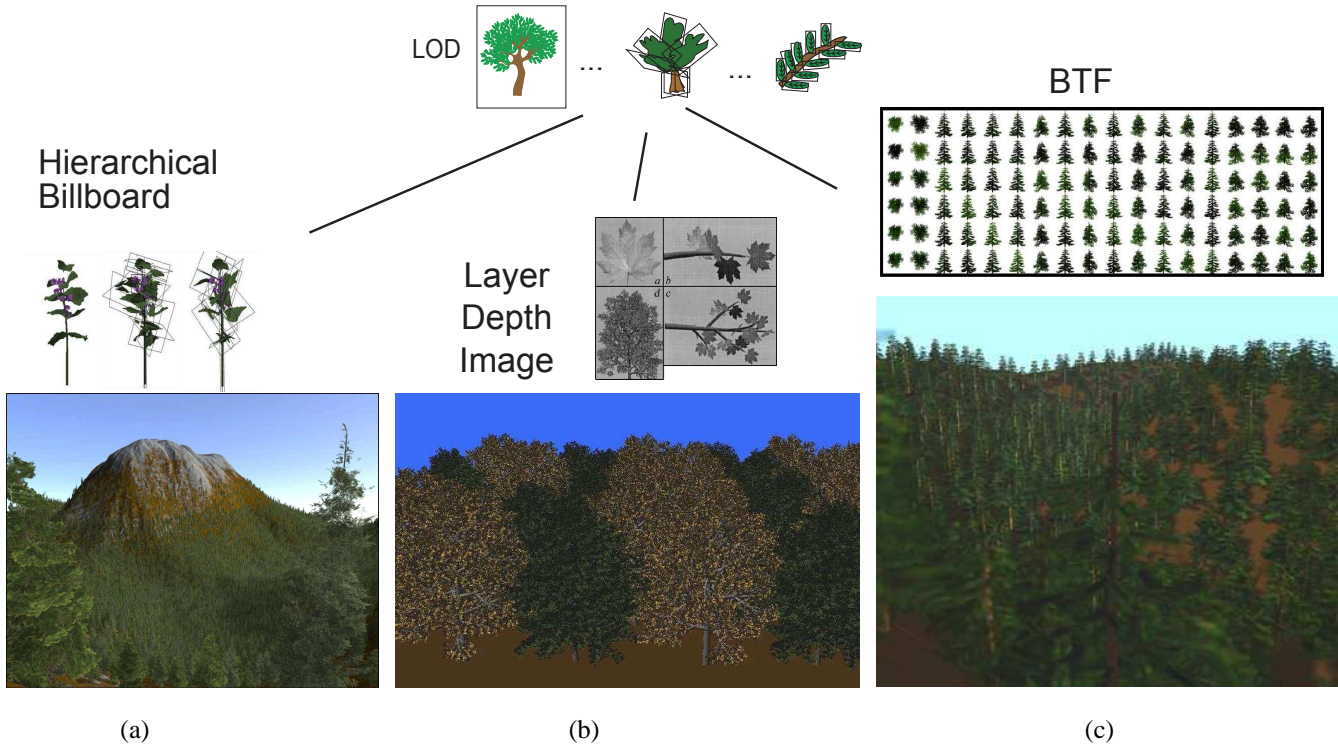 LOD
...
...
BTF
Hierarchical
Billboard
Layer
Depth
Image
a
b
d
c
(a)
(b)
(c)